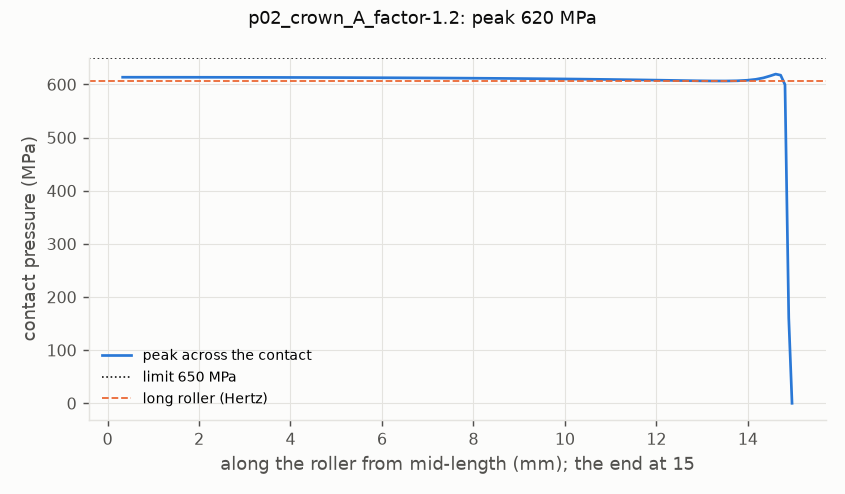 p02_crown_A_factor-1.2: peak 620 MPa
contact pressure (MPa)
600
500
400
300
200
100
0
peak across the contact
limit 650 MPa
long roller (Hertz)
0 2 4 6 8 10 12 14
along the roller from mid-length (mm); the end at 15